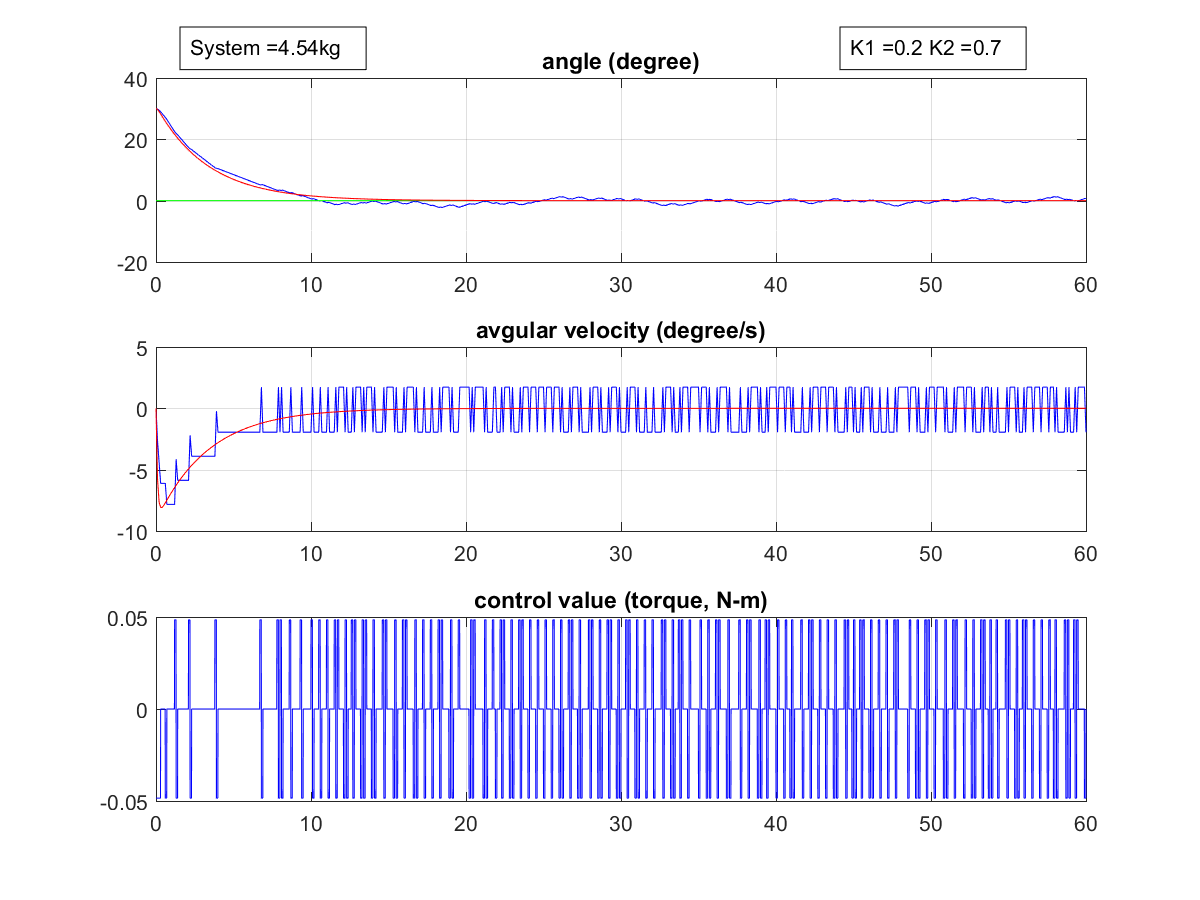 System =4.54kg
K1 =0.2 K2 =0.7
angle (degree)
40
20
0
-20
0 10 20 30 40 50 60
avgular velocity (degree/s)
5
0
-5
-10
0 10 20 30 40 50 60
control value (torque, N-m)
0.05
0
-0.05
0 10 20 30 40 50 60